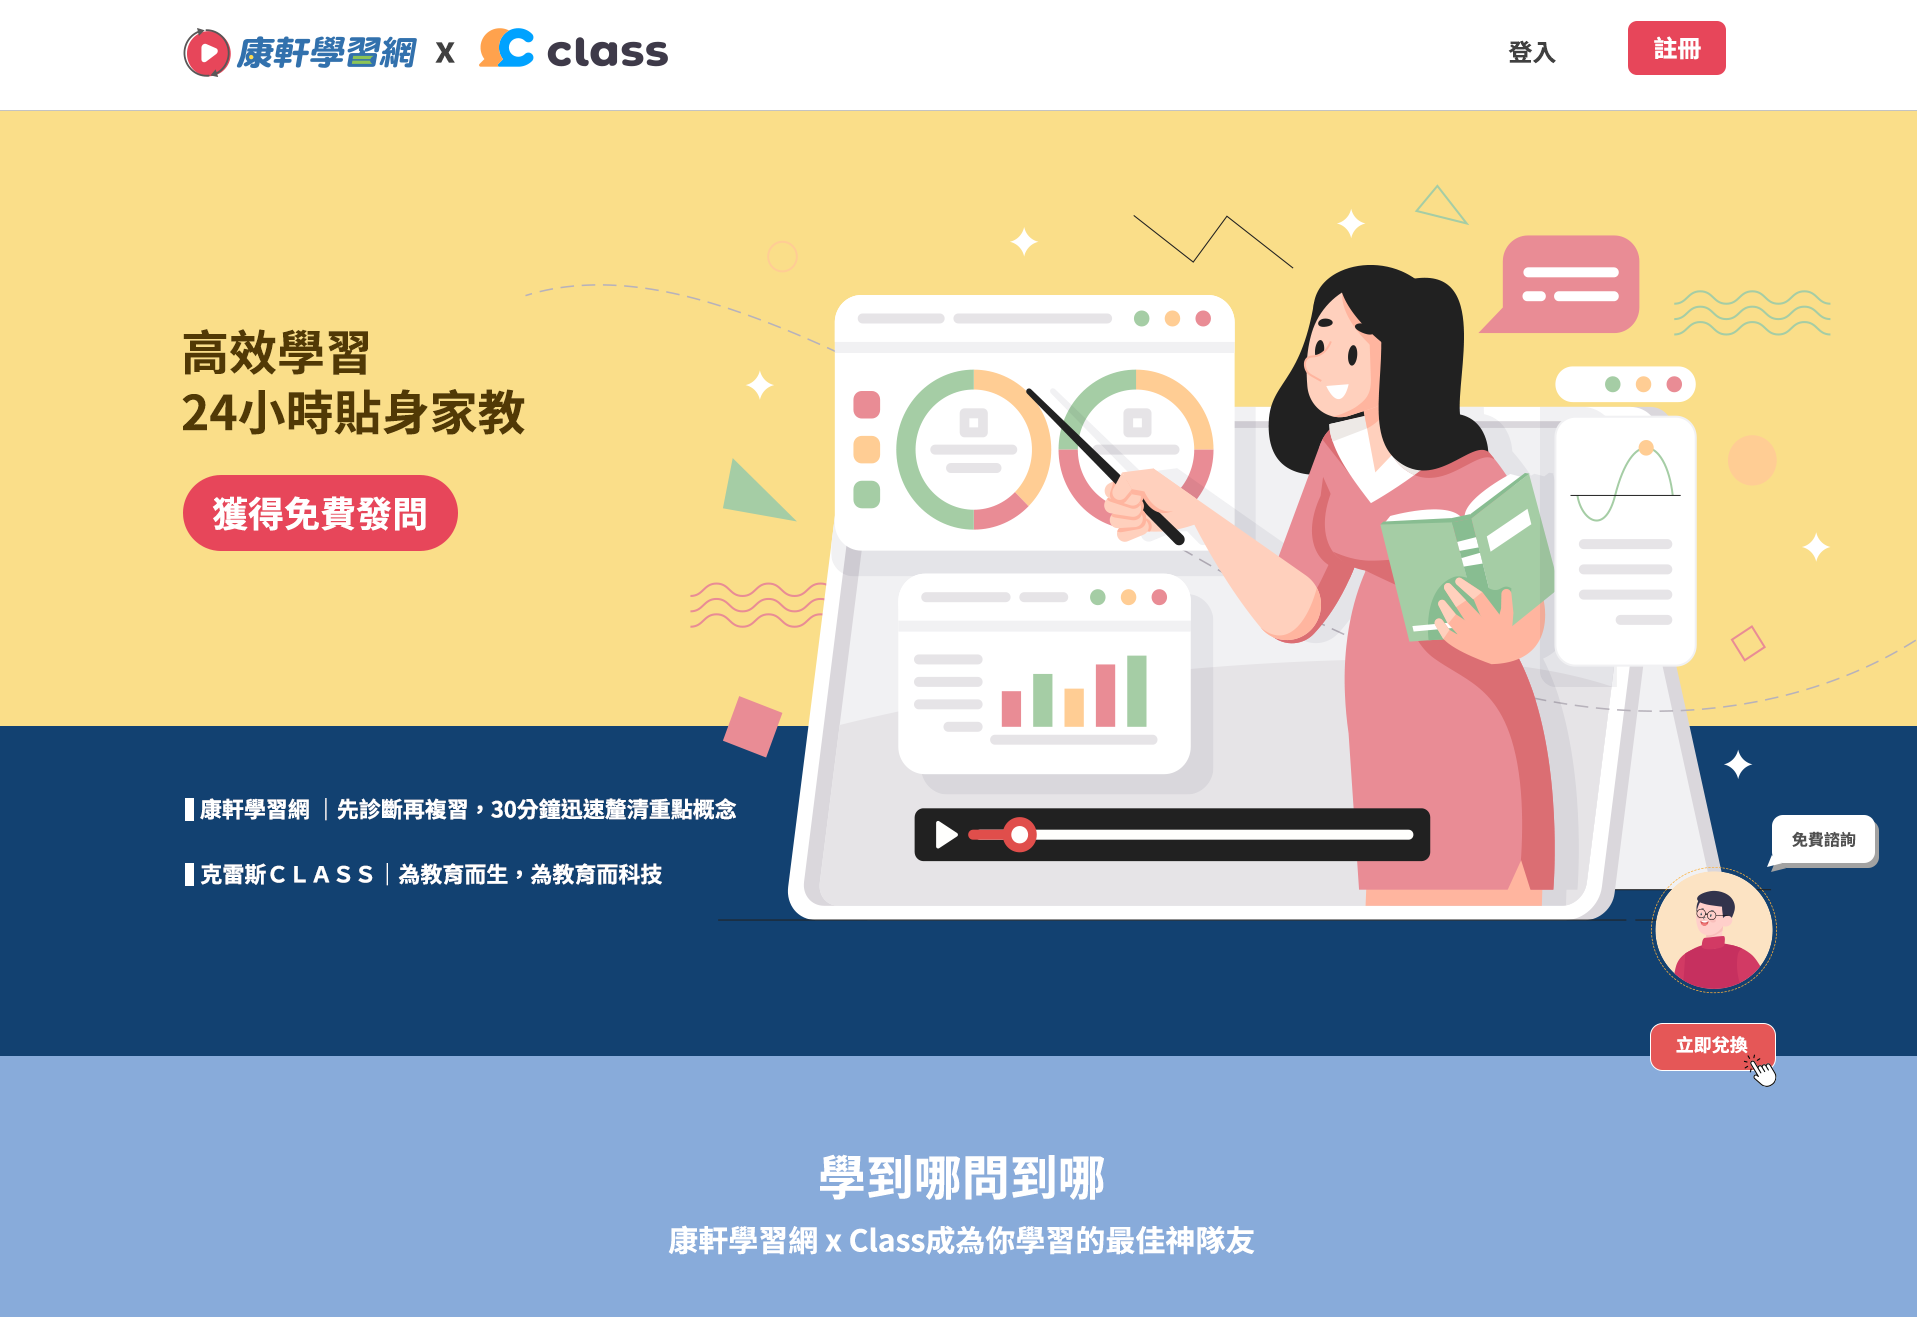 康軒學習網 x class
登入
註冊
高效學習
24小時貼身家教
獲得免費發問
康軒學習網 ｜先診斷再複習，30分鐘迅速釐清重點概念
克雷斯ＣＬＡＳＳ｜為教育而生，為教育而科技
免費諮詢
立即兌換
學到哪問到哪
康軒學習網 x Class成為你學習的最佳神隊友